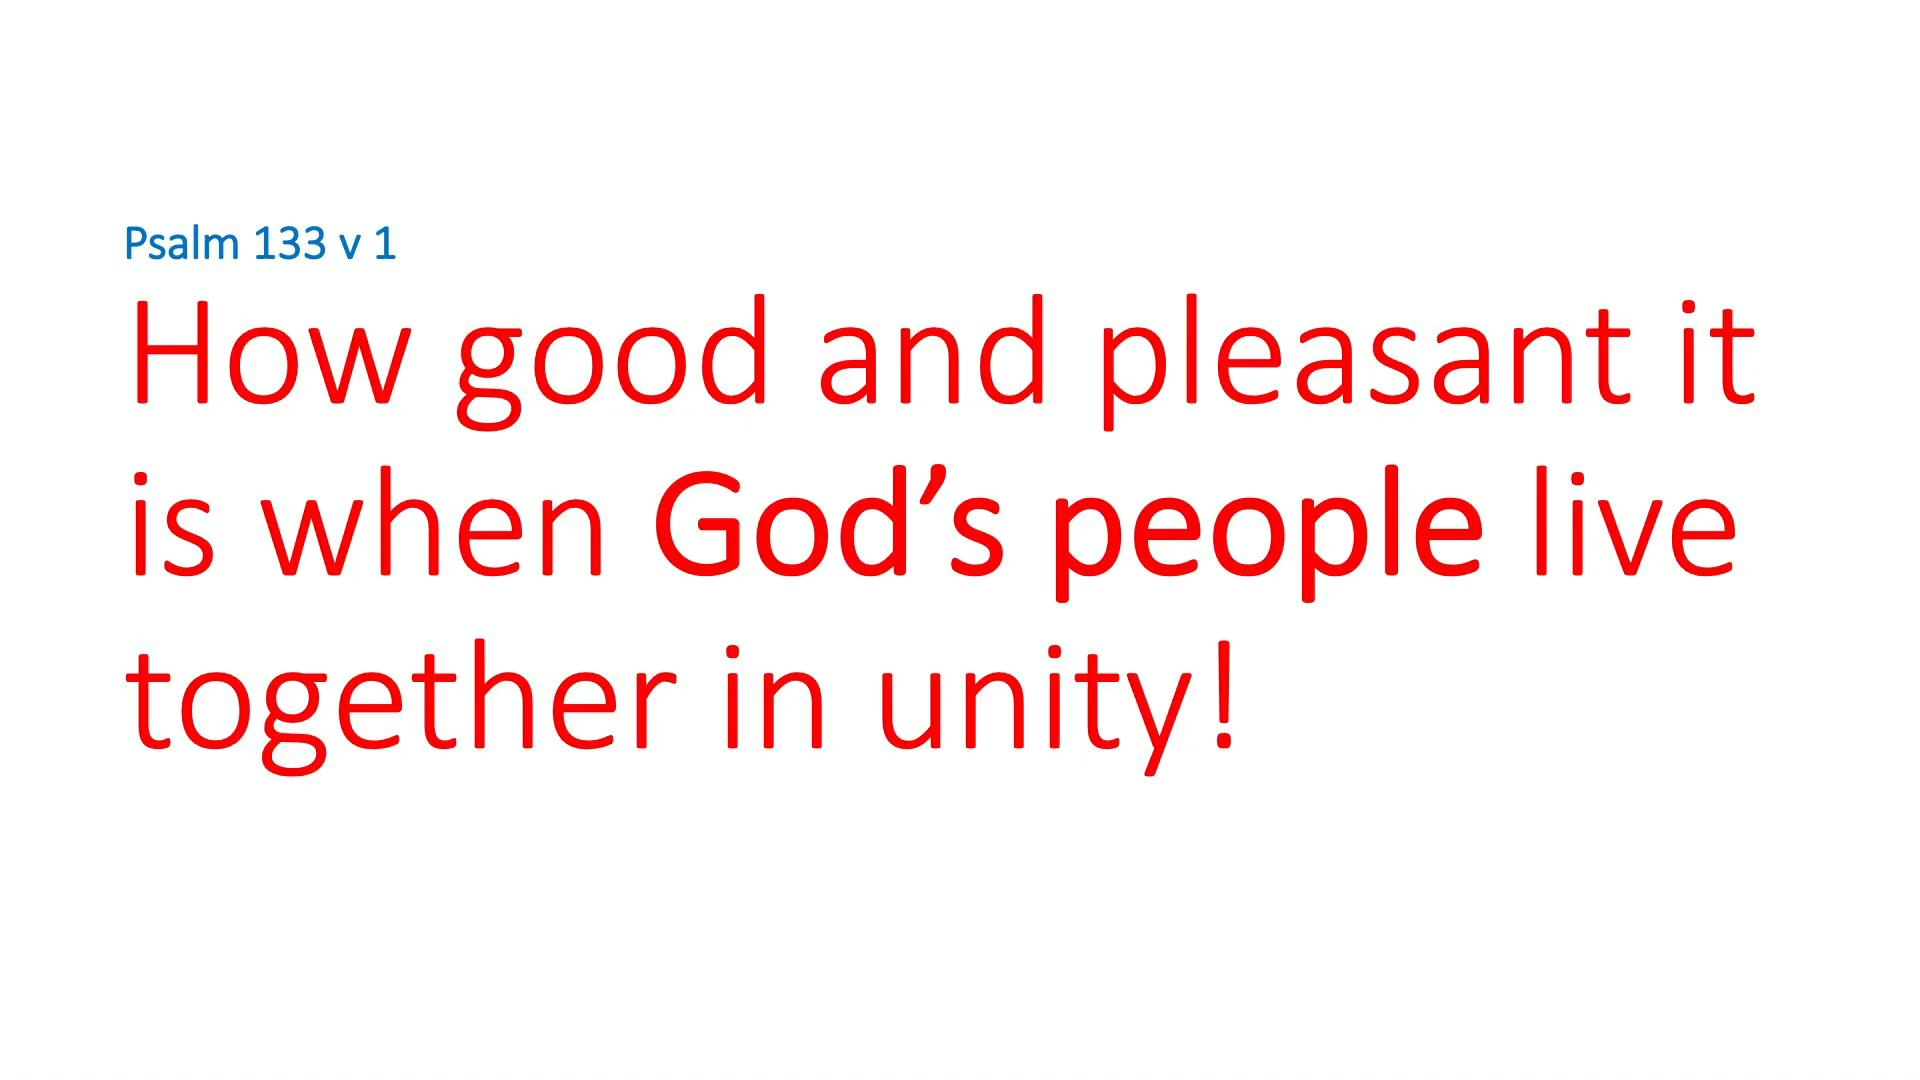 Psalm 133 v 1
How good and pleasant it
is when God’s people live
together in unity!